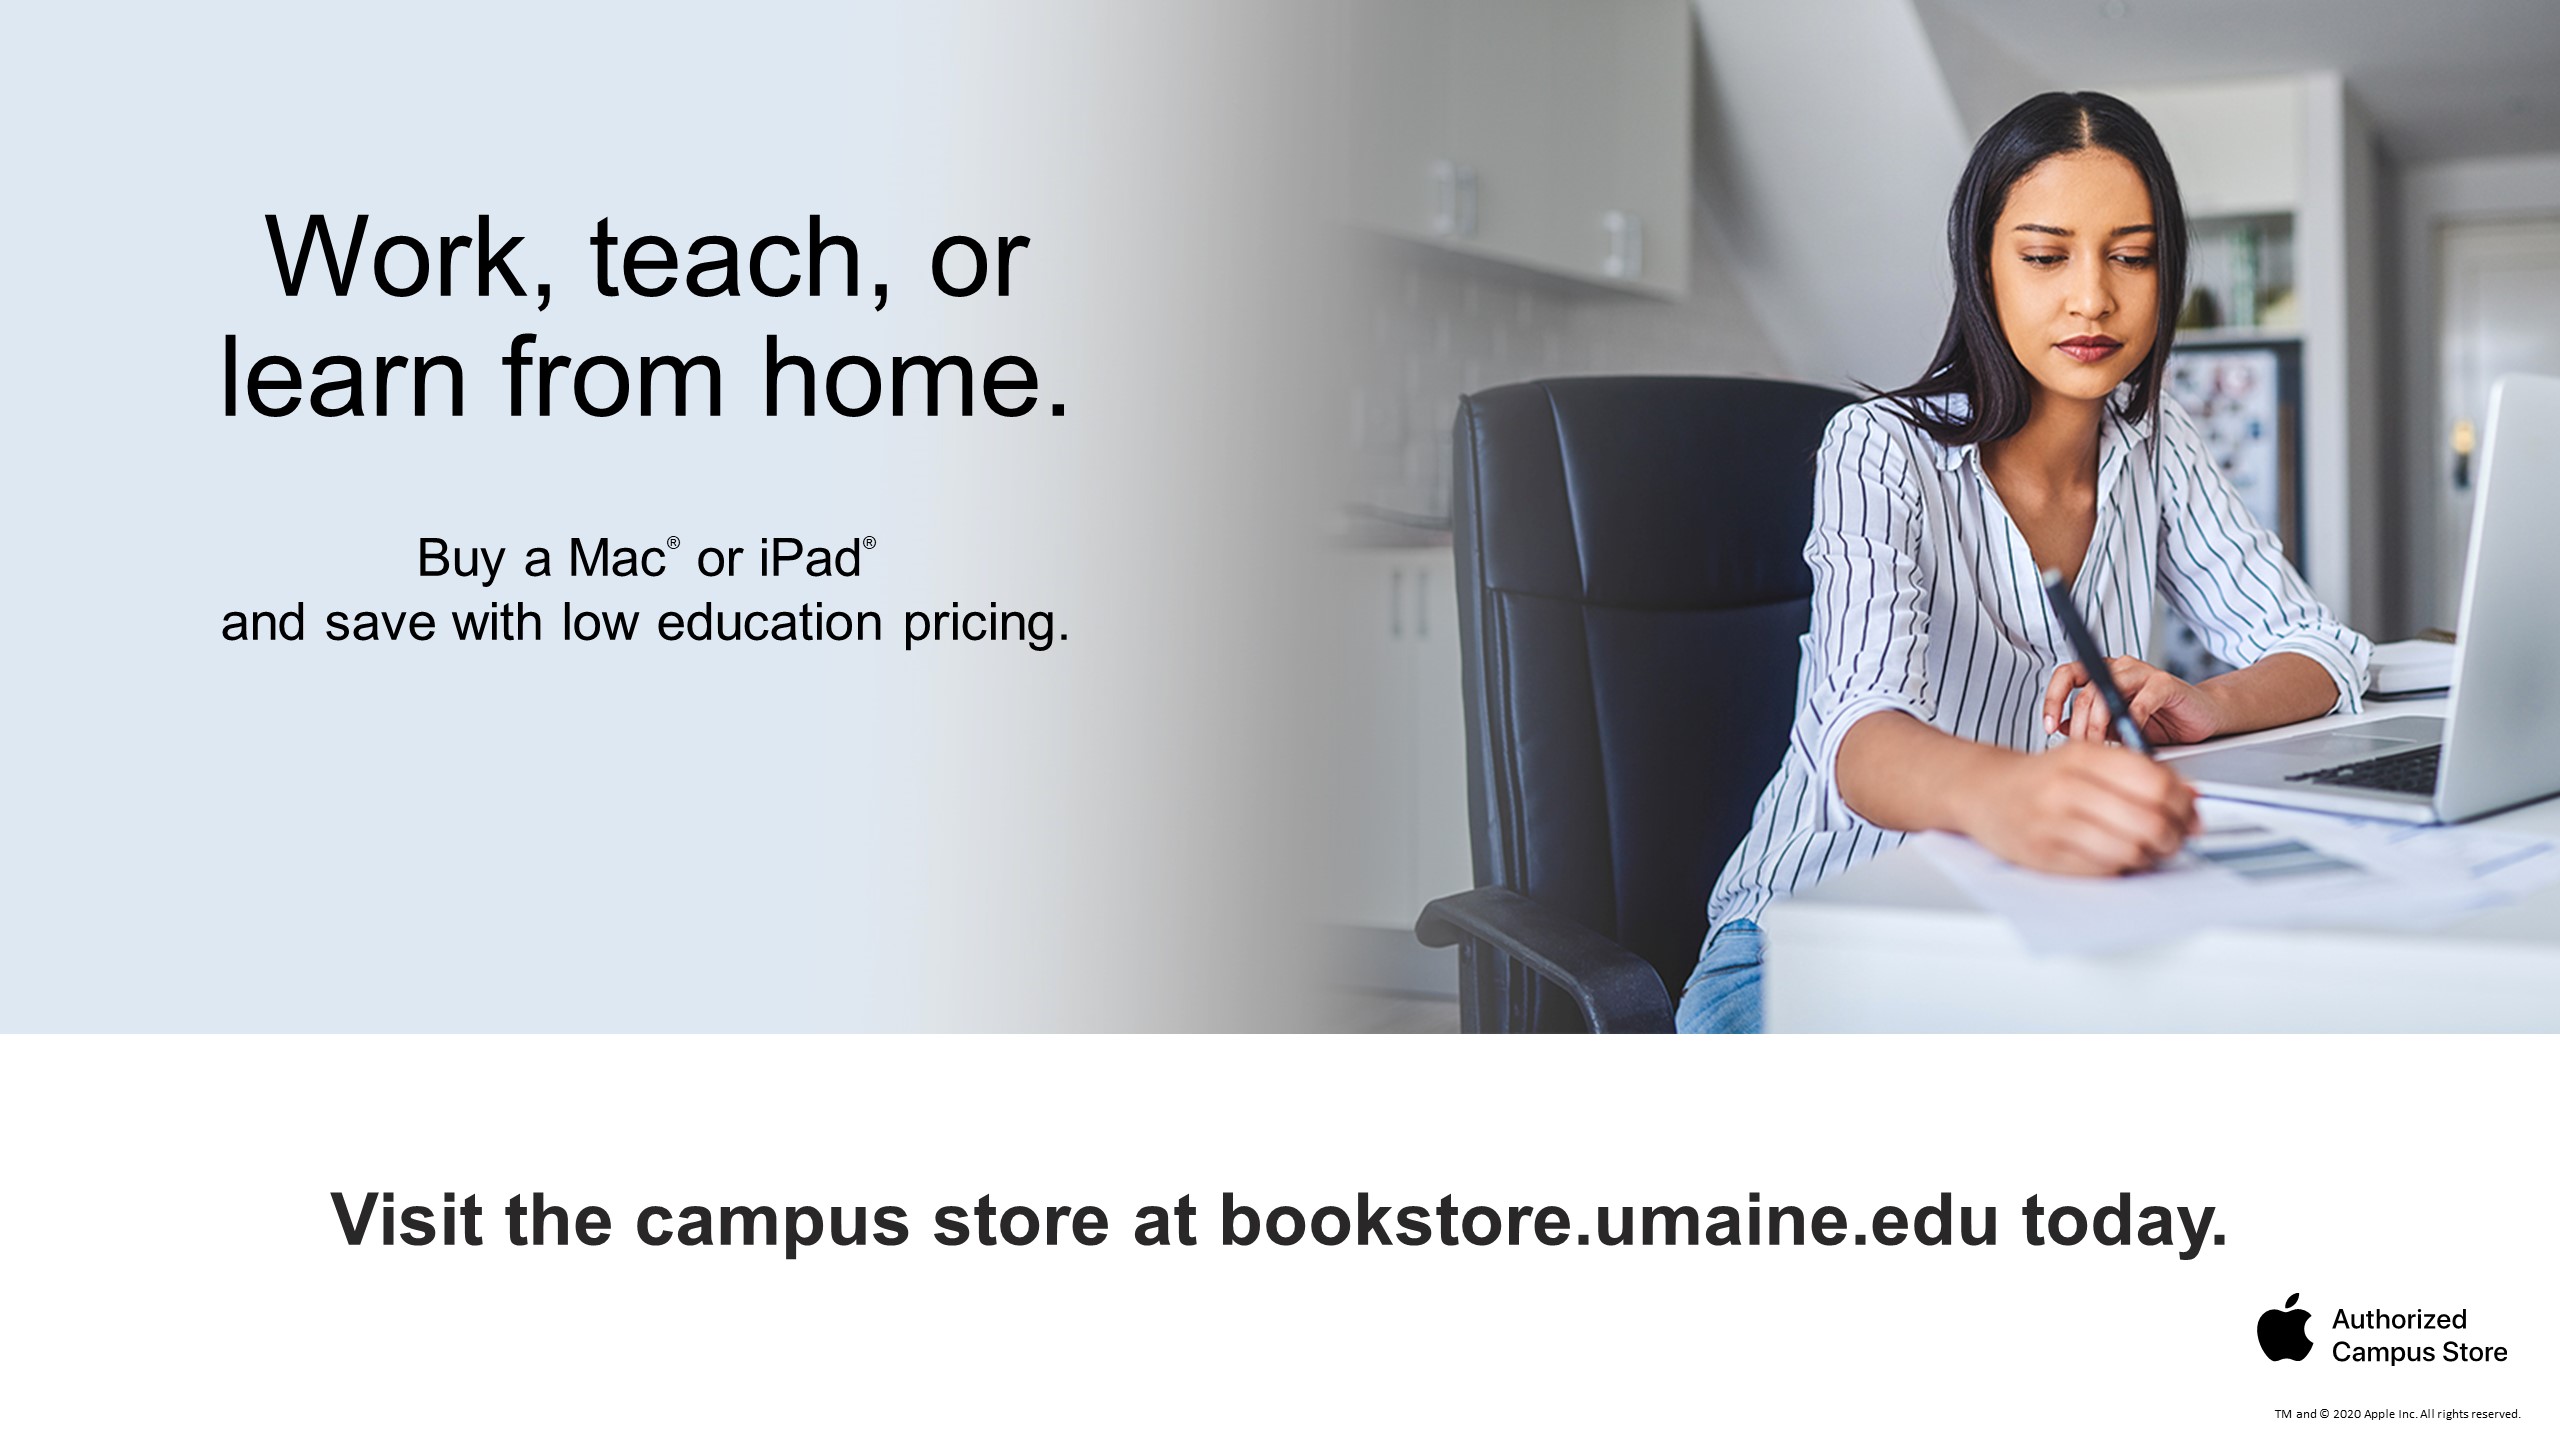 Work, teach, or
learn from home.
Buy a Mac® or iPad®
and save with low education pricing.
Visit the campus store at bookstore.umaine.edu today.
Authorized
Campus Store
TM and © 2020 Apple Inc. All rights reserved.